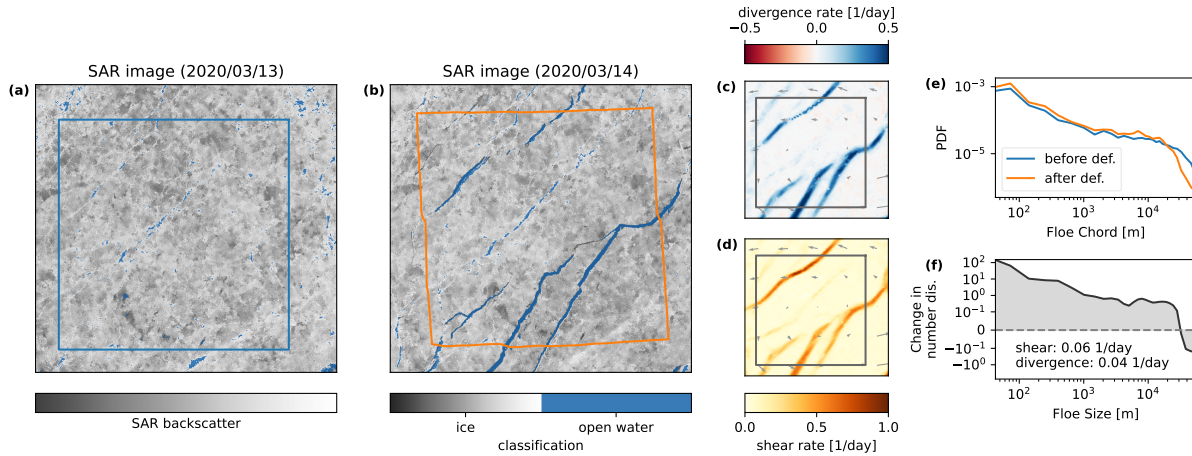 SAR image (2020/03/13)
(a)
SAR backscatter
SAR image (2020/03/14)
(b)
ice
open water
classification
divergence rate [1/day]
−0.5
0.0
0.5
(c)
(d)
0.0
0.5
1.0
shear rate [1/day]
(e)
PDF
10⁻³
10⁻⁵
before def.
after def.
10²
10³
10⁴
Floe Chord [m]
(f)
Change in
number dis.
10²
10¹
10⁰
10⁻¹
0
−10⁻¹
−10⁰
shear: 0.06 1/day
divergence: 0.04 1/day
10²
10³
10⁴
Floe Size [m]